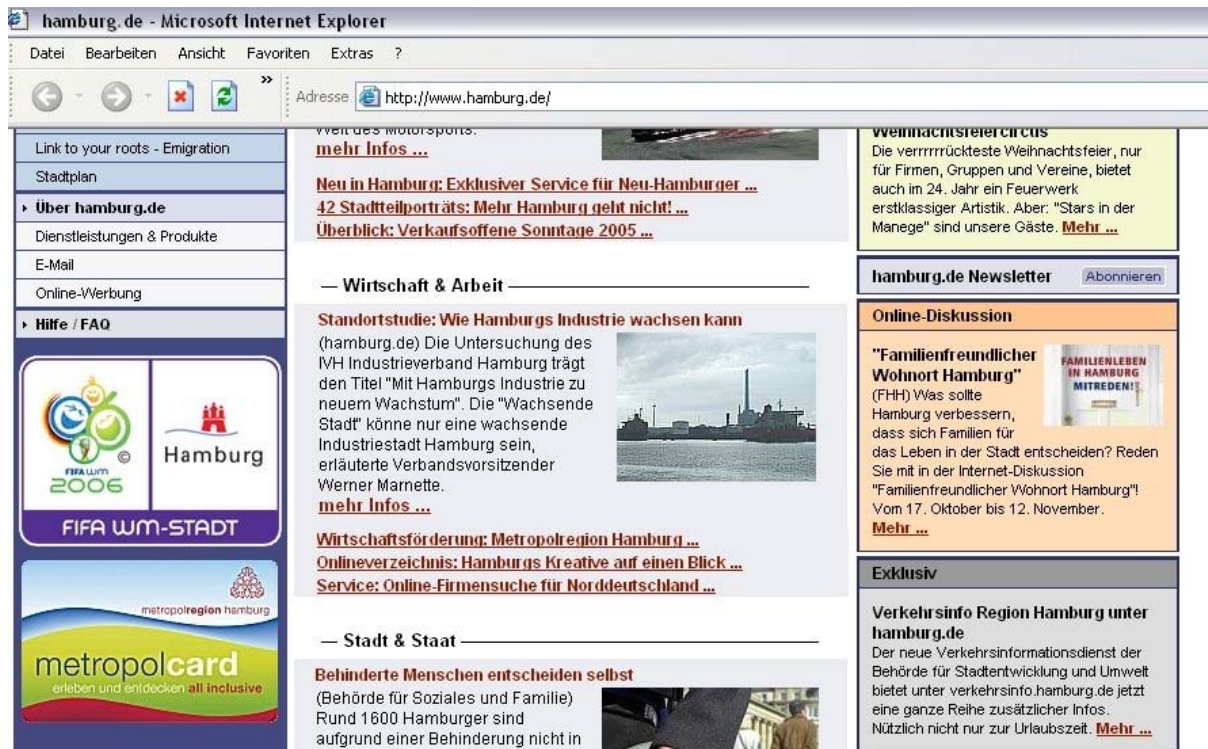 hamburg.de - Microsoft Internet Explorer
Datei Bearbeiten Ansicht Favoriten Extras ?
» Adresse http://www.hamburg.de/
Link to your roots - Emigration
Stadtplan
Über hamburg.de
Dienstleistungen & Produkte
E-Mail
Online-Werbung
Hilfe / FAQ
FIFA WM
2006
Hamburg
FIFA WM-STADT
metropolregion hamburg
metropolcard
erleben und entdecken all inclusive
Welt des Motorsports.
mehr Infos ...
Neu in Hamburg: Exklusiver Service für Neu-Hamburger ...
42 Stadtteilporträts: Mehr Hamburg geht nicht! ...
Überblick: Verkaufsoffene Sonntage 2005 ...
Wirtschaft & Arbeit
Standortstudie: Wie Hamburgs Industrie wachsen kann
(hamburg.de) Die Untersuchung des
IVH Industrieverband Hamburg trägt
den Titel "Mit Hamburgs Industrie zu
neuem Wachstum". Die "Wachsende
Stadt" könne nur eine wachsende
Industriestadt Hamburg sein,
erläuterte Verbandsvorsitzender
Werner Marnette.
mehr Infos ...
Wirtschaftsförderung: Metropolregion Hamburg ...
Onlineverzeichnis: Hamburgs Kreative auf einen Blick ...
Service: Online-Firmensuche für Norddeutschland ...
Stadt & Staat
Behinderte Menschen entscheiden selbst
(Behörde für Soziales und Familie)
Rund 1600 Hamburger sind
aufgrund einer Behinderung nicht in
Weihnachtsfeiercircus
Die verrrrrückteste Weihnachtsfeier, nur
für Firmen, Gruppen und Vereine, bietet
auch im 24. Jahr ein Feuerwerk
erstklassiger Artistik. Aber: "Stars in der
Manege" sind unsere Gäste. Mehr ...
hamburg.de Newsletter Abonnieren
Online-Diskussion
"Familienfreundlicher
Wohnort Hamburg"
FAMILIENLEBEN
IN HAMBURG
MITREDEN!
(FHH) Was sollte
Hamburg verbessern,
dass sich Familien für
das Leben in der Stadt entscheiden? Reden
Sie mit in der Internet-Diskussion
"Familienfreundlicher Wohnort Hamburg"!
Vom 17. Oktober bis 12. November.
Mehr ...
Exklusiv
Verkehrsinfo Region Hamburg unter
hamburg.de
Der neue Verkehrsinformationsdienst der
Behörde für Stadtentwicklung und Umwelt
bietet unter verkehrsinfo.hamburg.de jetzt
eine ganze Reihe zusätzlicher Infos.
Nützlich nicht nur zur Urlaubszeit. Mehr ...